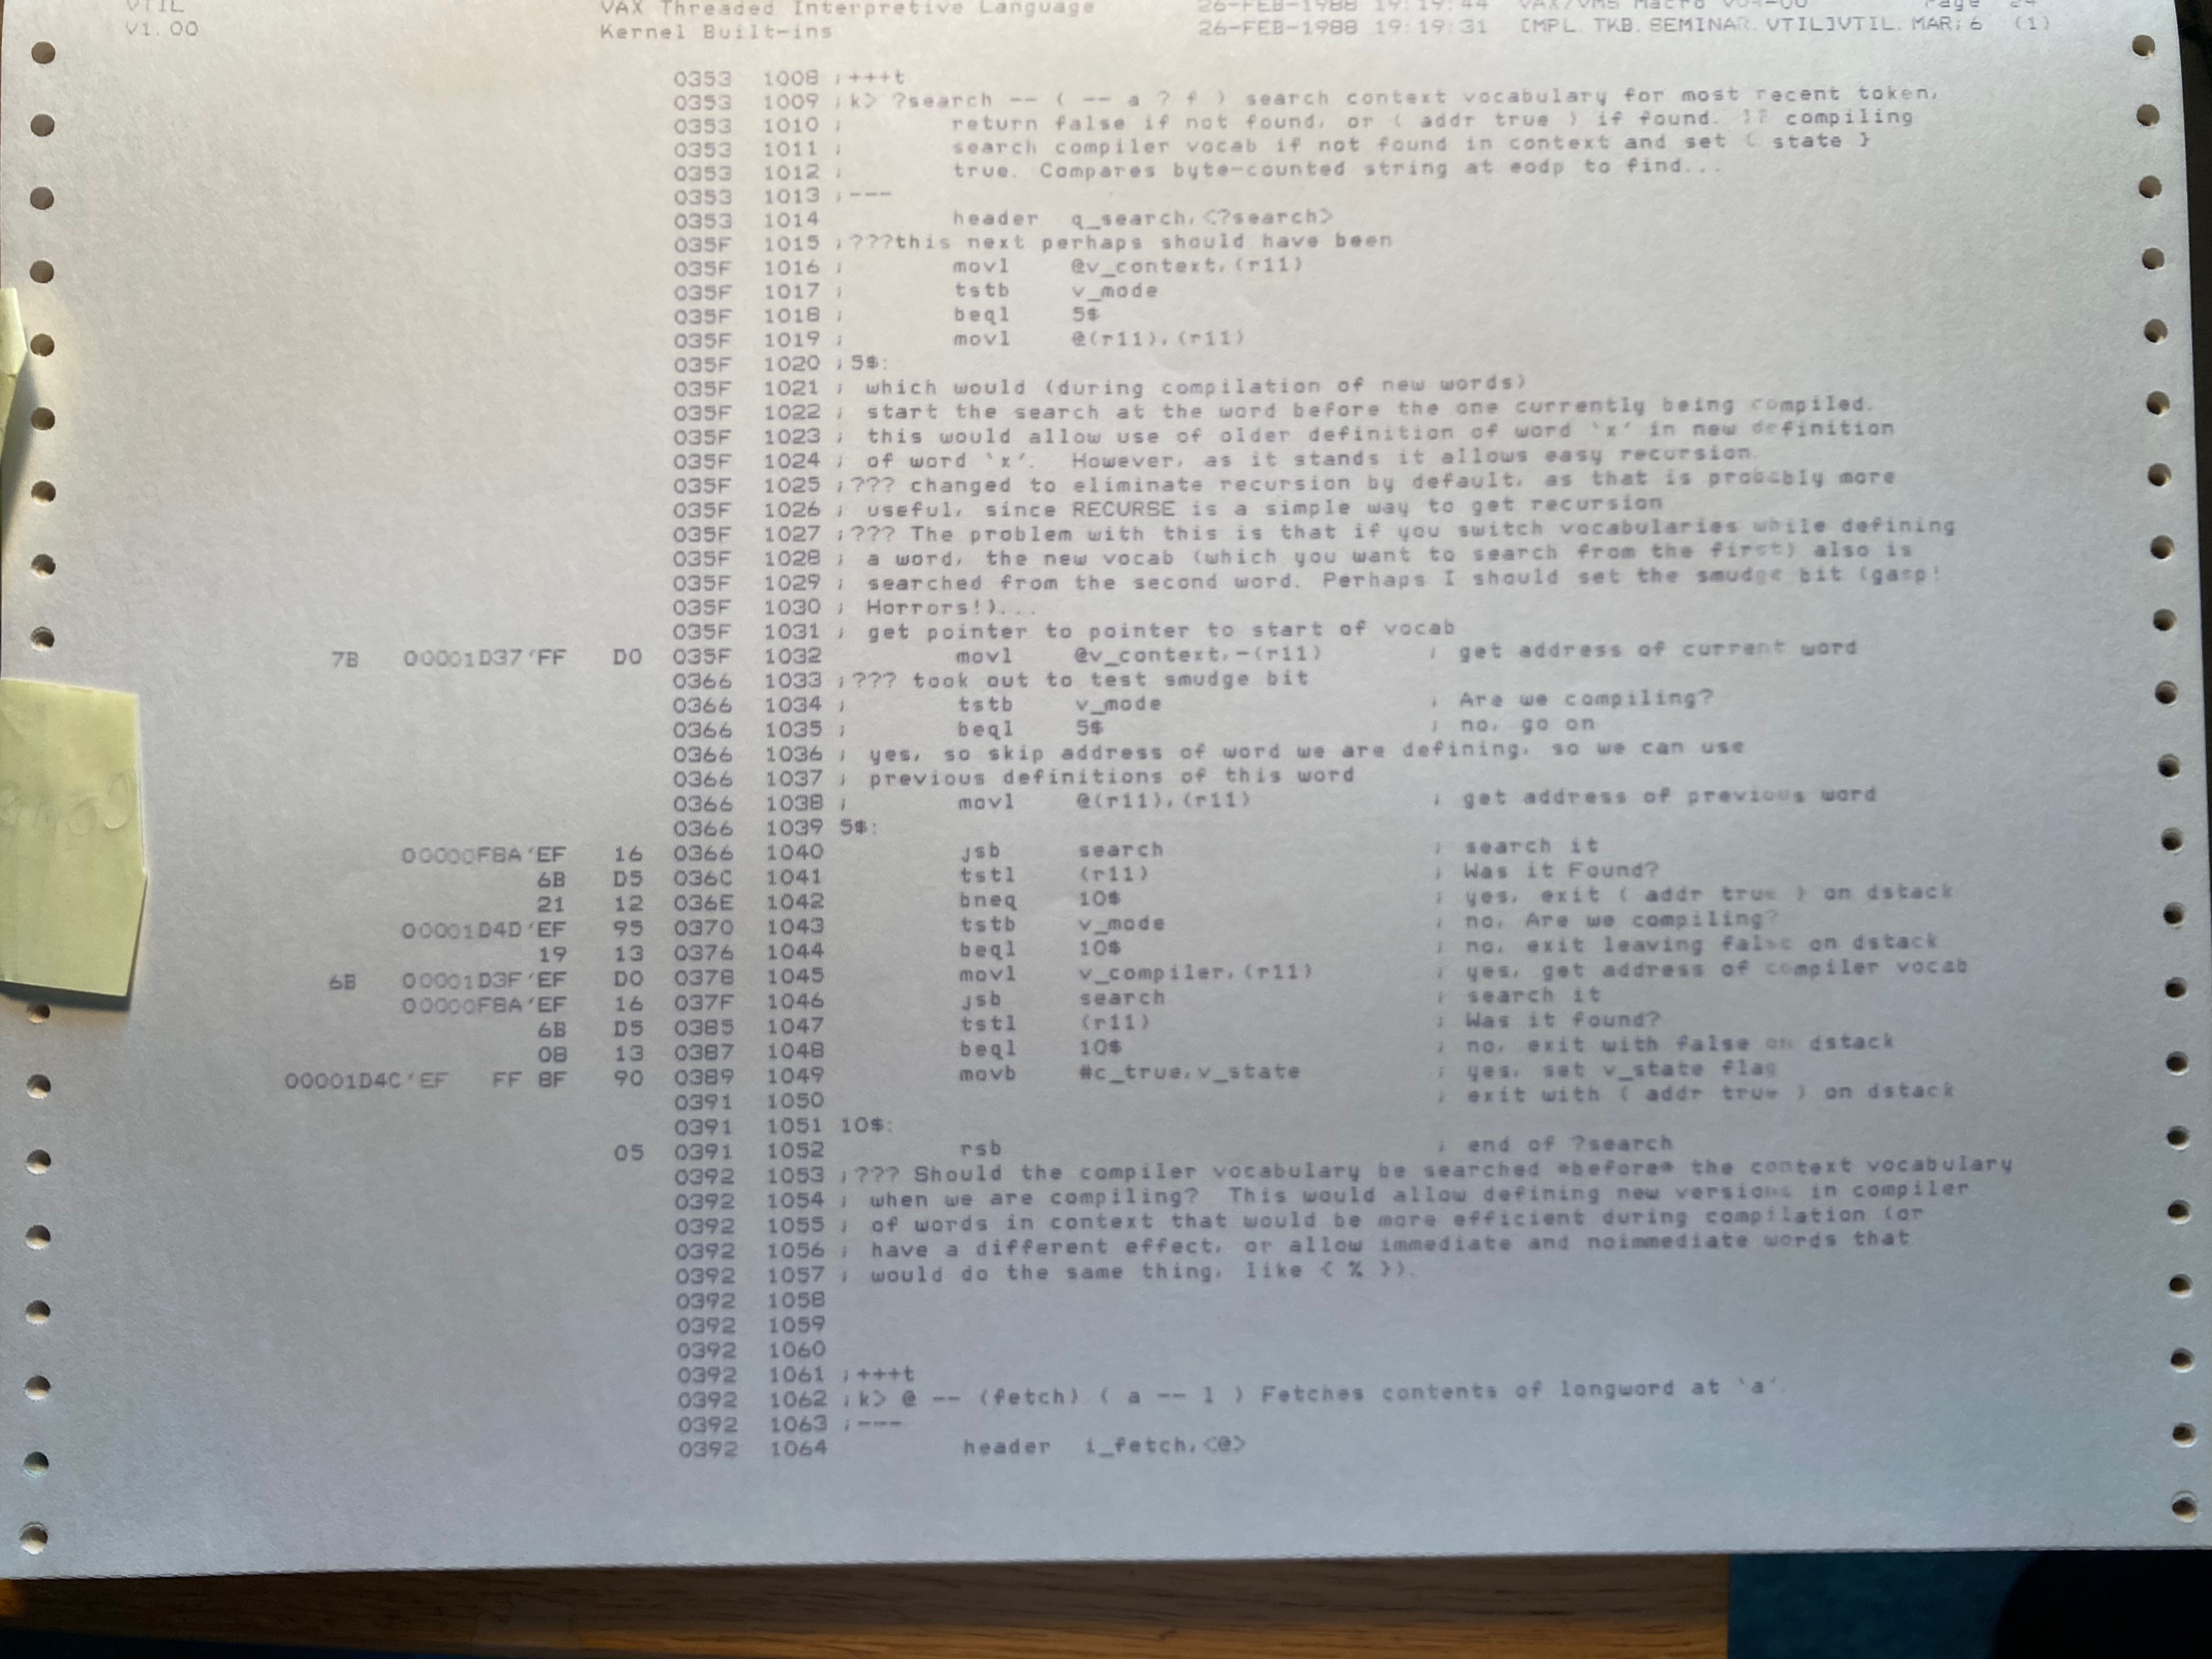 VTIL VAX Threaded Interpretive Language 26-FEB-1988 19:19:44 VAX/VMS Macro V04-00 Page 24
V1.00 Kernel Built-ins 26-FEB-1988 19:19:31 [MPL.TKB.SEMINAR.VTIL]VTIL.MAR;6 (1)
0353 1008 ;+++t
0353 1009 ;k> ?search -- ( -- a ? f ) search context vocabulary for most recent token,
0353 1010 ; return false if not found, or ( addr true ) if found. If compiling
0353 1011 ; search compiler vocab if not found in context and set { state }
0353 1012 ; true. Compares byte-counted string at eodp to find...
0353 1013 ;---
0353 1014 header q_search,<?search>
035F 1015 ;???this next perhaps should have been
035F 1016 ; movl @v_context,(r11)
035F 1017 ; tstb v_mode
035F 1018 ; beql 5$
035F 1019 ; movl @(r11),(r11)
035F 1020 ;5$:
035F 1021 ; which would (during compilation of new words)
035F 1022 ; start the search at the word before the one currently being compiled.
035F 1023 ; this would allow use of older definition of word `x' in new definition
035F 1024 ; of word `x'. However, as it stands it allows easy recursion.
035F 1025 ;??? changed to eliminate recursion by default, as that is probably more
035F 1026 ; useful, since RECURSE is a simple way to get recursion
035F 1027 ;??? The problem with this is that if you switch vocabularies while defining
035F 1028 ; a word, the new vocab (which you want to search from the first) also is
035F 1029 ; searched from the second word. Perhaps I should set the smudge bit (gasp!
035F 1030 ; Horrors!)...
035F 1031 ; get pointer to pointer to start of vocab
7B 00001D37'FF D0 035F 1032 movl @v_context,-(r11) ; get address of current word
0366 1033 ;??? took out to test smudge bit
0366 1034 ; tstb v_mode ; Are we compiling?
0366 1035 ; beql 5$ ; no, go on
0366 1036 ; yes, so skip address of word we are defining, so we can use
0366 1037 ; previous definitions of this word
0366 1038 ; movl @(r11),(r11) ; get address of previous word
0366 1039 5$:
00000F8A'EF 16 0366 1040 jsb search ; search it
6B D5 036C 1041 tstl (r11) ; Was it Found?
21 12 036E 1042 bneq 10$ ; yes, exit ( addr true ) on dstack
00001D4D'EF 95 0370 1043 tstb v_mode ; no, Are we compiling?
19 13 0376 1044 beql 10$ ; no, exit leaving false on dstack
6B 00001D3F'EF D0 0378 1045 movl v_compiler,(r11) ; yes, get address of compiler vocab
00000F8A'EF 16 037F 1046 jsb search ; search it
6B D5 0385 1047 tstl (r11) ; Was it found?
08 13 0387 1048 beql 10$ ; no, exit with false on dstack
00001D4C'EF FF 8F 90 0389 1049 movb #c_true,v_state ; yes, set v_state flag
0391 1050 ; exit with ( addr true ) on dstack
0391 1051 10$:
05 0391 1052 rsb ; end of ?search
0392 1053 ;??? Should the compiler vocabulary be searched *before* the context vocabulary
0392 1054 ; when we are compiling? This would allow defining new versions in compiler
0392 1055 ; of words in context that would be more efficient during compilation (or
0392 1056 ; have a different effect, or allow immediate and noimmediate words that
0392 1057 ; would do the same thing, like { % }).
0392 1058
0392 1059
0392 1060
0392 1061 ;+++t
0392 1062 ;k> @ -- (fetch) ( a -- l ) Fetches contents of longword at `a'.
0392 1063 ;---
0392 1064 header i_fetch,<@>